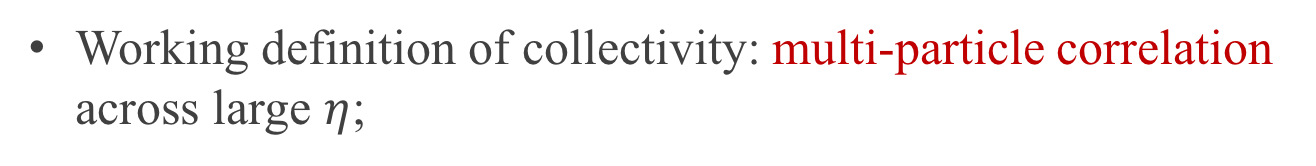 • Working definition of collectivity: multi-particle correlation
across large η;